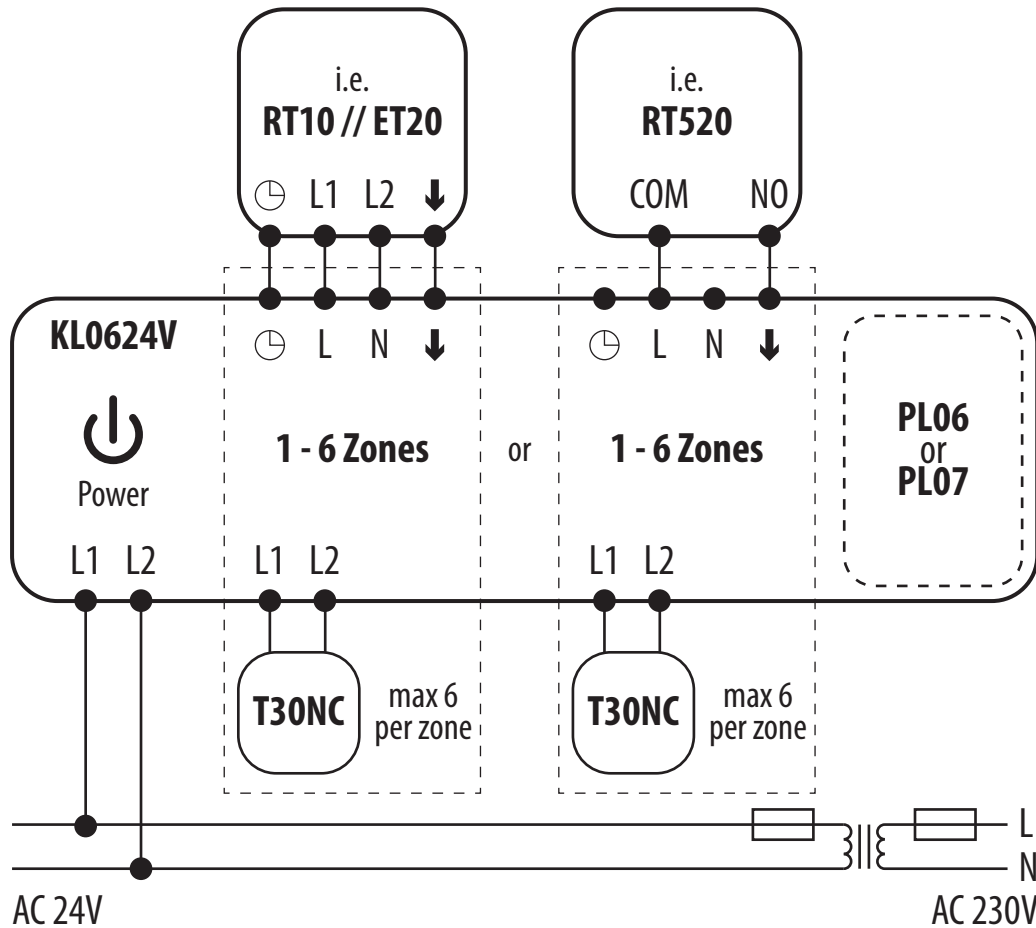 i.e.
RT10 // ET20
L1 L2
i.e.
RT520
COM NO
KL0624V
Power
L N
1 - 6 Zones
or
L N
1 - 6 Zones
PL06
or
PL07
L1 L2
L1 L2
L1 L2
T30NC
max 6
per zone
T30NC
max 6
per zone
L
N
AC 24V
AC 230V